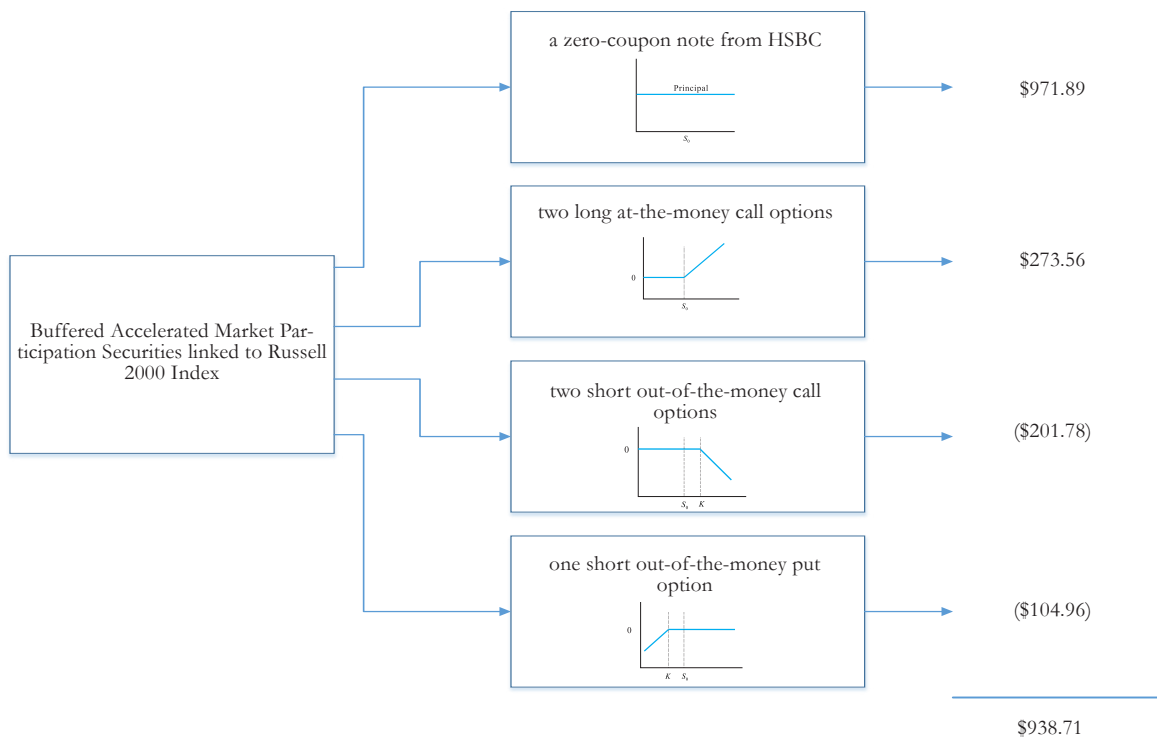 a zero-coupon note from HSBC
Principal
S₀
$971.89
two long at-the-money call options
0
S₀
$273.56
Buffered Accelerated Market Par-
ticipation Securities linked to Russell
2000 Index
two short out-of-the-money call
options
0
S₀ K
($201.78)
one short out-of-the-money put
option
0
K S₀
($104.96)
$938.71